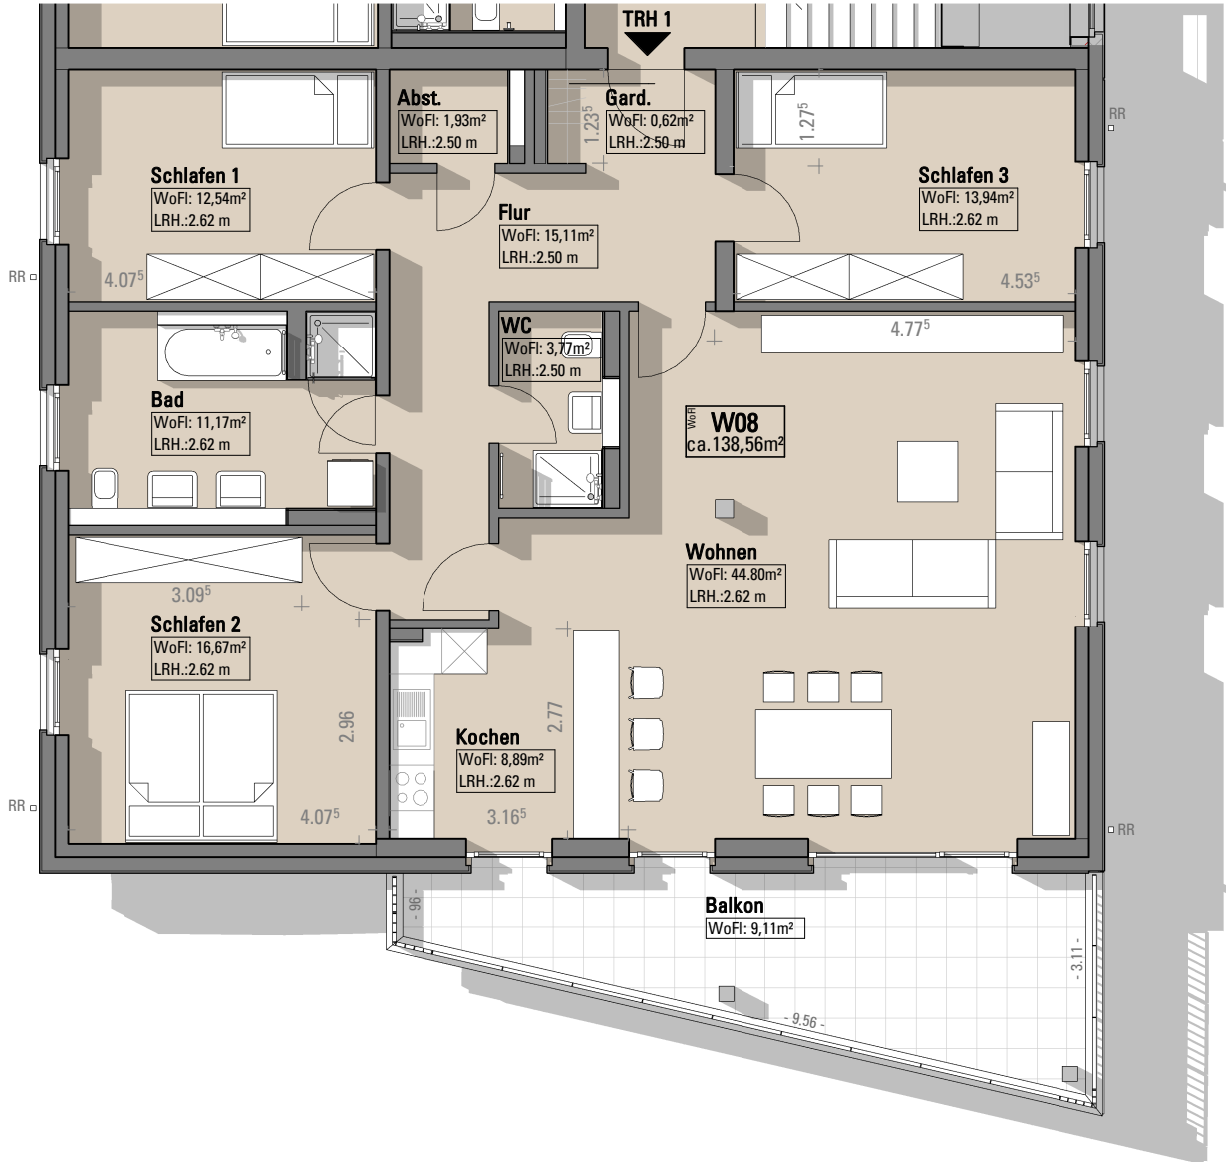 TRH 1
Abst.
WoFl: 1,93m²
LRH.:2.50 m
1.23⁵
Gard.
WoFl: 0,62m²
LRH.:2.50 m
1.27⁵
RR
Schlafen 1
WoFl: 12,54m²
LRH.:2.62 m
Schlafen 3
WoFl: 13,94m²
LRH.:2.62 m
Flur
WoFl: 15,11m²
LRH.:2.50 m
RR
4.07⁵
4.53⁵
WC
WoFl: 3,77m²
LRH.:2.50 m
4.77⁵
Bad
WoFl: 11,17m²
LRH.:2.62 m
WoFl
W08
ca.138,56m²
Wohnen
WoFl: 44.80m²
LRH.:2.62 m
3.09⁵
Schlafen 2
WoFl: 16,67m²
LRH.:2.62 m
2.96
2.77
Kochen
WoFl: 8,89m²
LRH.:2.62 m
RR
4.07⁵
3.16⁵
RR
- 96 -
Balkon
WoFl: 9,11m²
- 3.11 -
- 9.56 -